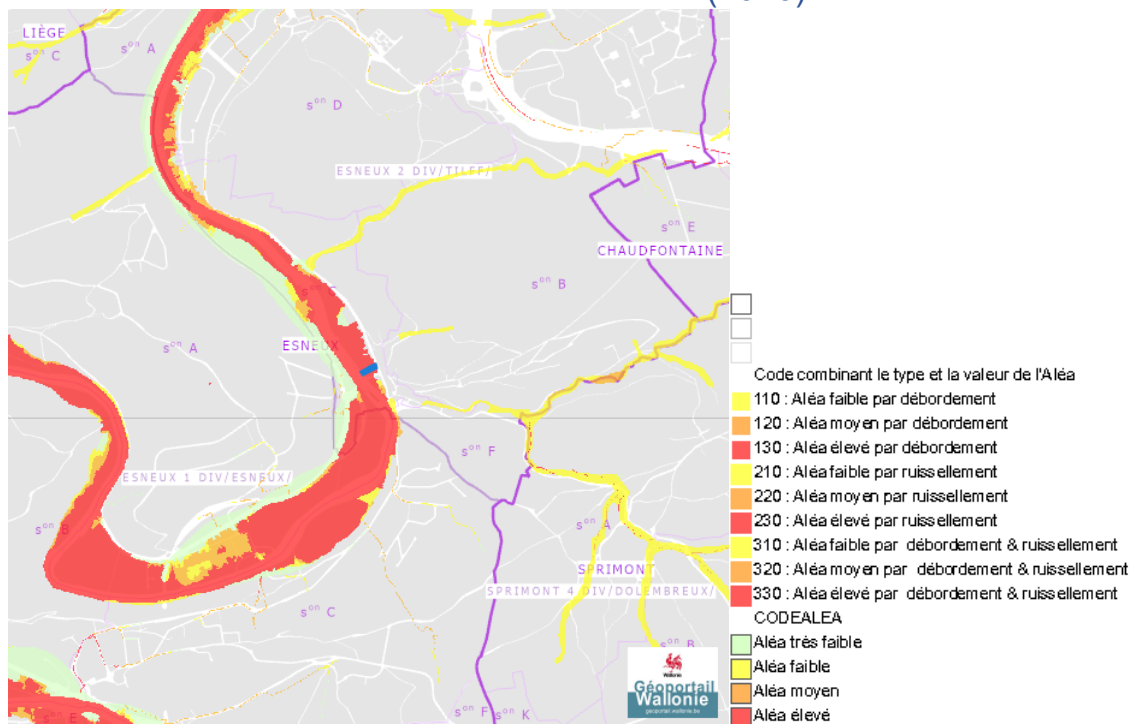 LIÈGE
sᵒⁿ C
sᵒⁿ A
sᵒⁿ D
ESNEUX 2 DIV/TILFF/
sᵒⁿ E
CHAUDFONTAINE
sᵒⁿ B
sᵒⁿ A
ESNEUX
sᵒⁿ F
ESNEUX 1 DIV/ESNEUX/
sᵒⁿ B
sᵒⁿ A
SPRIMONT
SPRIMONT 4 DIV/DOLEMBREUX/
sᵒⁿ C
sᵒⁿ B
sᵒⁿ E
sᵒⁿ F
sᵒⁿ K
Wallonie
Géoportail
Wallonie
geoportail.wallonie.be
Code combinant le type et la valeur de l'Aléa
110 : Aléa faible par débordement
120 : Aléa moyen par débordement
130 : Aléa élevé par débordement
210 : Aléa faible par ruissellement
220 : Aléa moyen par ruissellement
230 : Aléa élevé par ruissellement
310 : Aléa faible par débordement & ruissellement
320 : Aléa moyen par débordement & ruissellement
330 : Aléa élevé par débordement & ruissellement
CODEALEA
Aléa très faible
Aléa faible
Aléa moyen
Aléa élevé